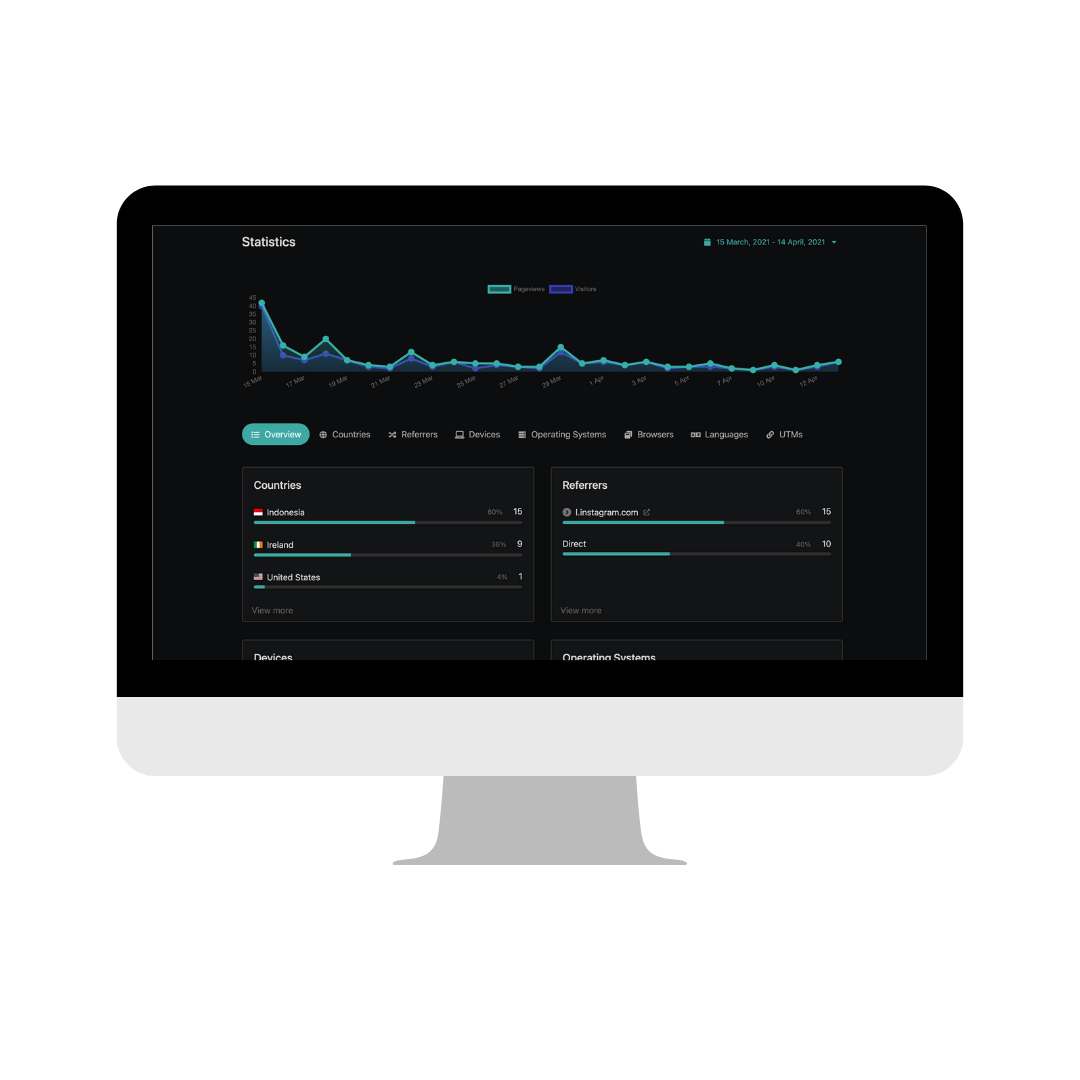 Statistics
15 March, 2021 - 14 April, 2021
Pageviews Visitors
45
40
35
30
25
20
15
10
5
0
15 Mar 17 Mar 19 Mar 21 Mar 23 Mar 25 Mar 27 Mar 29 Mar 1 Apr 3 Apr 5 Apr 7 Apr 10 Apr 12 Apr
Overview Countries Referrers Devices Operating Systems Browsers Languages UTMs
Countries
Indonesia 60% 15
Ireland 36% 9
United States 4% 1
View more
Referrers
l.instagram.com 60% 15
Direct 40% 10
View more
Devices
Operating Systems